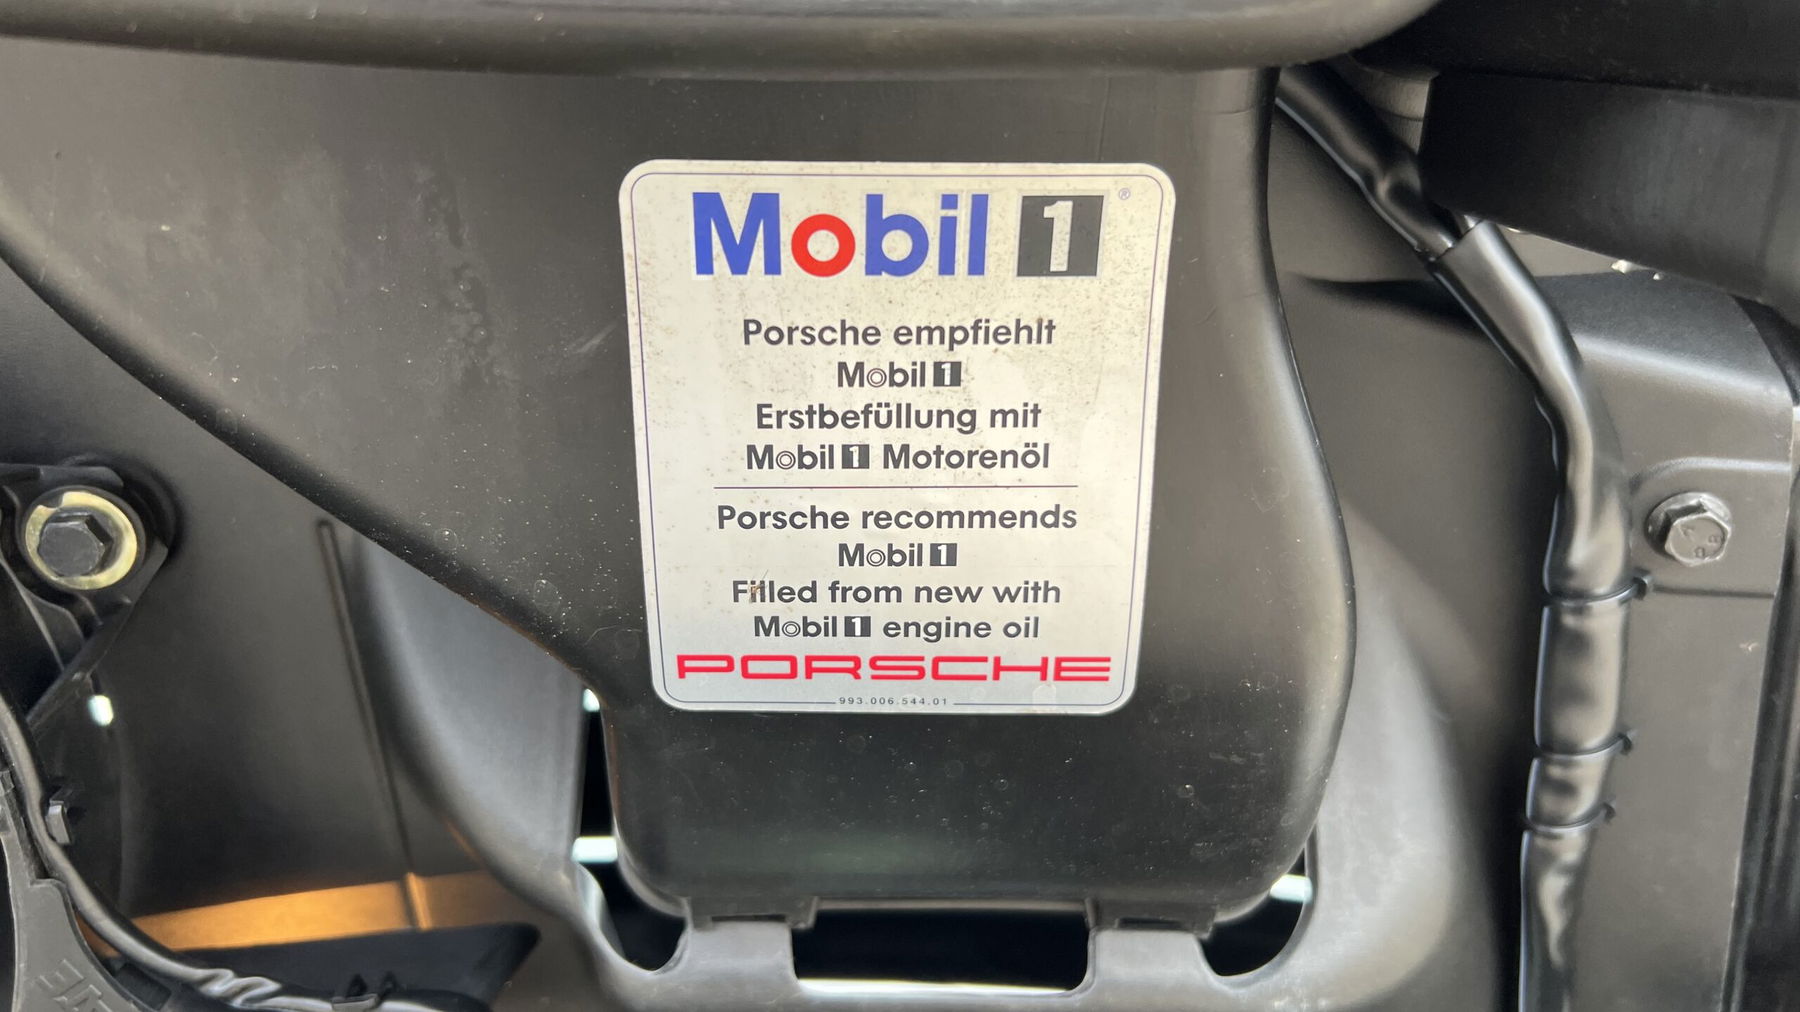 Mobil 1 ®
Porsche empfiehlt
Mobil 1
Erstbefüllung mit
Mobil 1 Motorenöl
Porsche recommends
Mobil 1
Filled from new with
Mobil 1 engine oil
PORSCHE
993.006.544.01